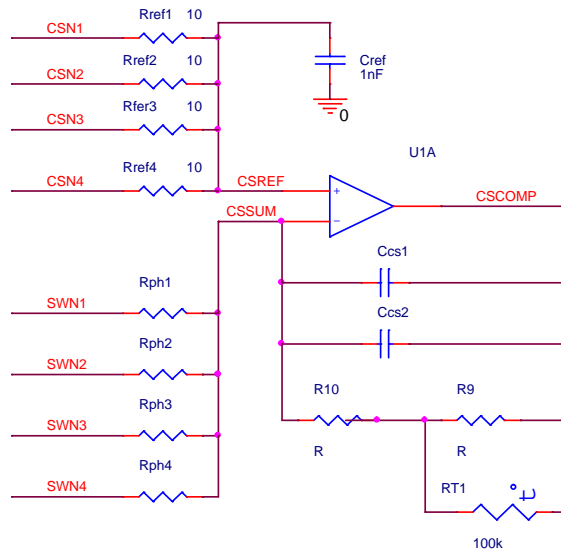 CSN1
Rref1 10
CSN2
Rref2 10
CSN3
Rfer3 10
CSN4
Rref4 10
Cref
1nF
0
U1A
CSREF
+
CSSUM
−
CSCOMP
Ccs1
Ccs2
SWN1
Rph1
SWN2
Rph2
SWN3
Rph3
SWN4
Rph4
R10
R
R9
R
RT1
t°
100k